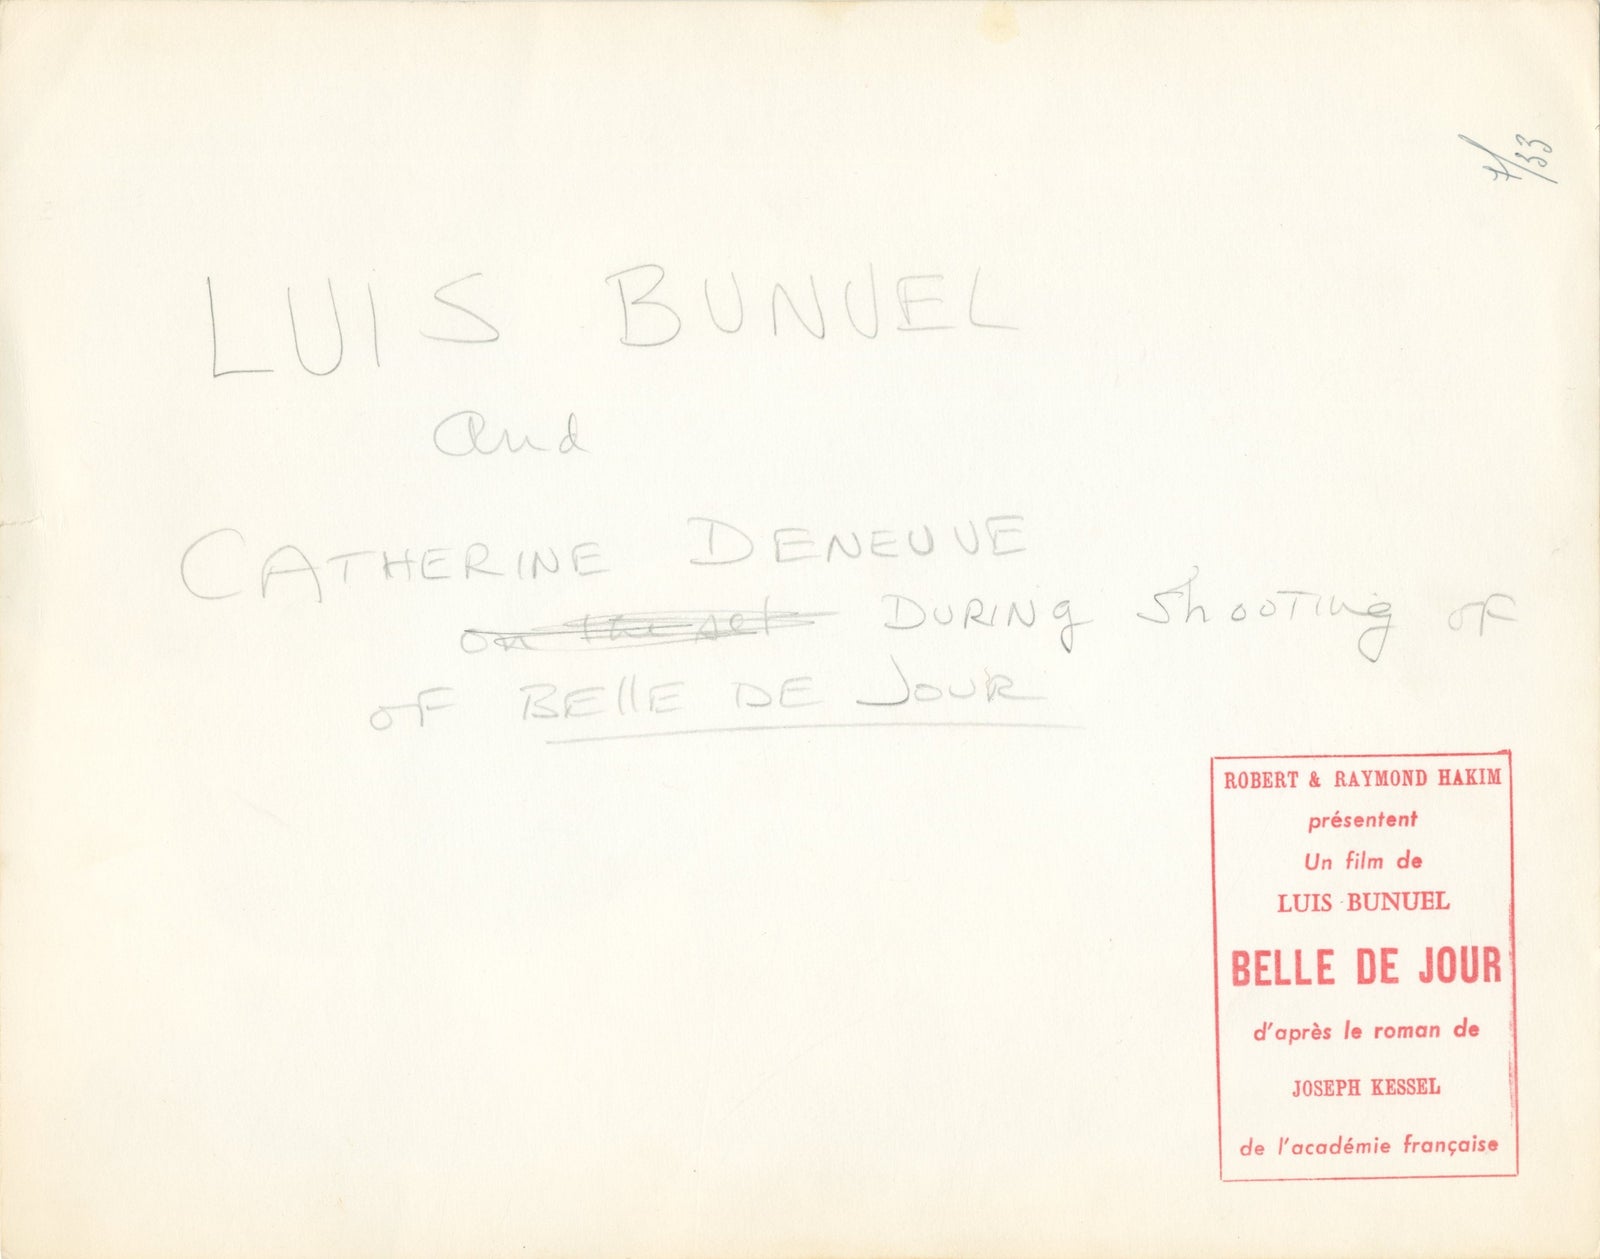 7/33
LUIS BUNUEL
and
CATHERINE DENEUVE
on the set DURING ShOOTING OF
OF BEllE DE JOUR
ROBERT & RAYMOND HAKIM
présentent
Un film de
LUIS BUNUEL
BELLE DE JOUR
d'après le roman de
JOSEPH KESSEL
de l'académie française